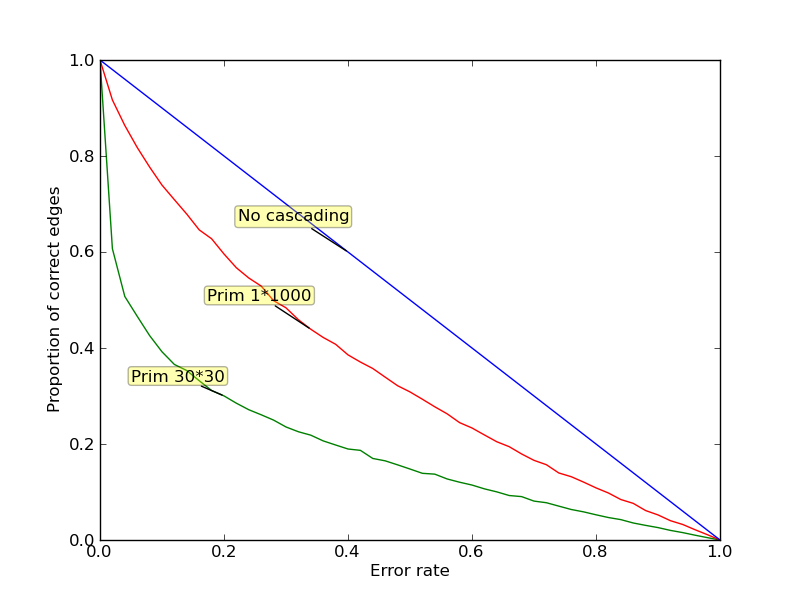 1.0
0.8
0.6
0.4
0.2
0.0
Proportion of correct edges
No cascading
Prim 1*1000
Prim 30*30
0.0 0.2 0.4 0.6 0.8 1.0
Error rate